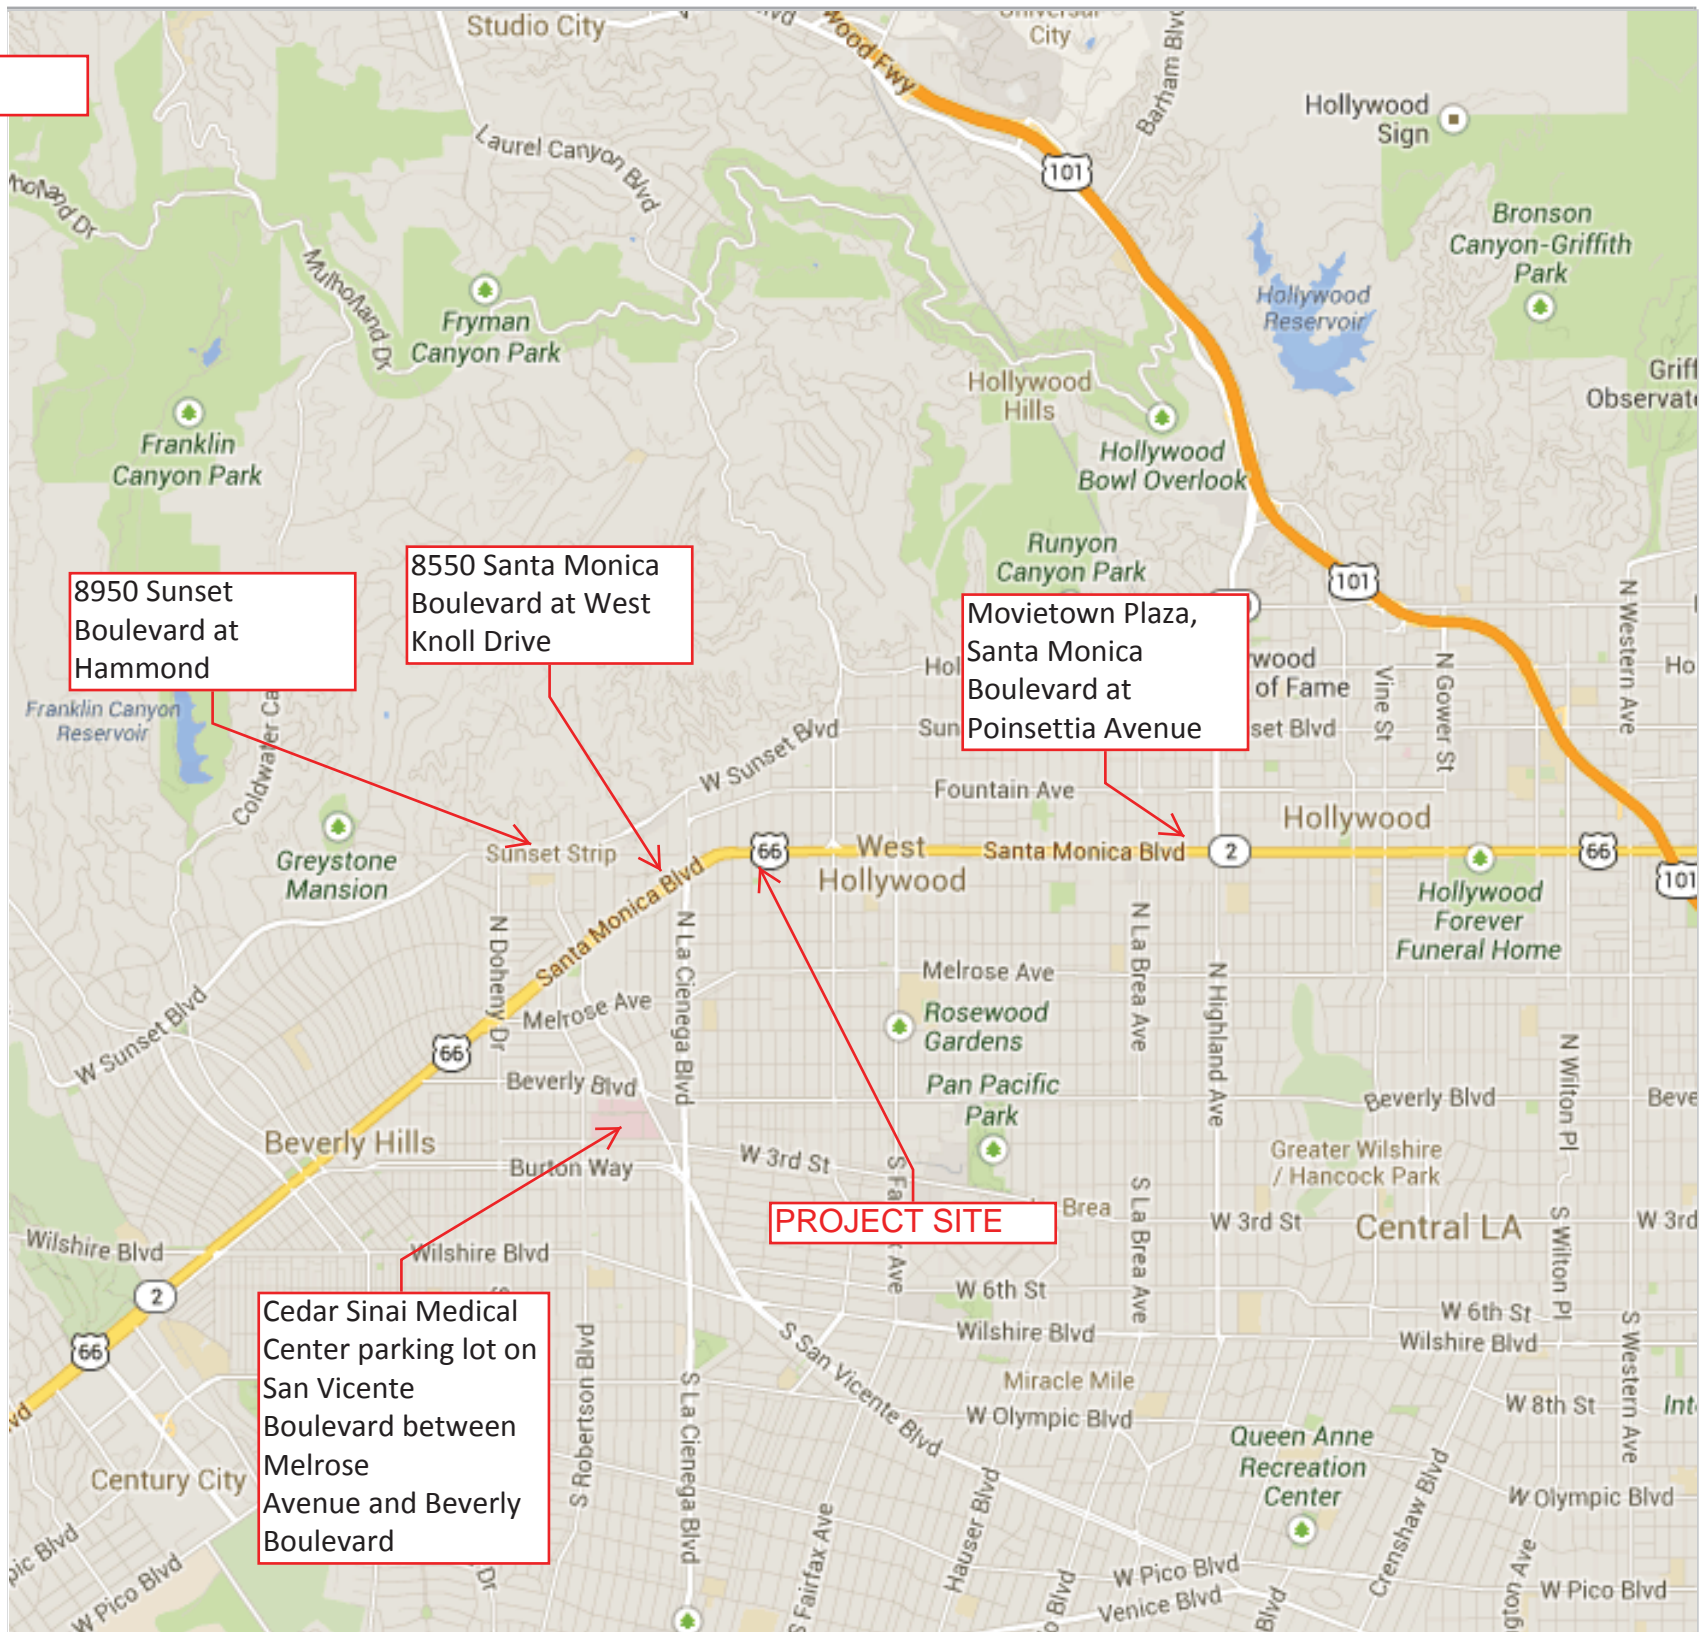 Studio City
Universal
City
Barham Blvd
Hollywood
Sign
101
Laurel Canyon Blvd
Mulholland Dr
Bronson
Canyon-Griffith
Park
Hollywood
Reservoir
Fryman
Canyon Park
Hollywood
Hills
Franklin
Canyon Park
Hollywood
Bowl Overlook
Runyon
Canyon Park
101
8950 Sunset
Boulevard at
Hammond
8550 Santa Monica
Boulevard at West
Knoll Drive
Movietown Plaza,
Santa Monica
Boulevard at
Poinsettia Avenue
of Fame
Vine St
N Gower St
N Western Ave
Franklin Canyon
Reservoir
W Sunset Blvd
Fountain Ave
Greystone
Mansion
Sunset Strip
66
West
Hollywood
Santa Monica Blvd
2
Hollywood
66
101
Hollywood
Forever
Funeral Home
Santa Monica Blvd
N Doheny Dr
N La Cienega Blvd
N La Brea Ave
N Highland Ave
Melrose Ave
Melrose Ave
Rosewood
Gardens
W Sunset Blvd
66
Beverly Blvd
Pan Pacific
Park
Beverly Blvd
N Wilton Pl
Beverly Hills
Burton Way
W 3rd St
Greater Wilshire
/ Hancock Park
PROJECT SITE
Brea
S La Brea Ave
W 3rd St
Central LA
S Wilton Pl
W 3rd
Wilshire Blvd
Wilshire Blvd
2
66
Cedar Sinai Medical
Center parking lot on
San Vicente
Boulevard between
Melrose
Avenue and Beverly
Boulevard
W 6th St
W 6th St
Wilshire Blvd
Wilshire Blvd
S Robertson Blvd
S La Cienega Blvd
S San Vicente Blvd
Miracle Mile
W Olympic Blvd
W 8th St
S Western Ave
Century City
Queen Anne
Recreation
Center
W Olympic Blvd
S Fairfax Ave
Hauser Blvd
Crenshaw Blvd
W Pico Blvd
W Pico Blvd
Venice Blvd
Blvd
W Pico Blvd